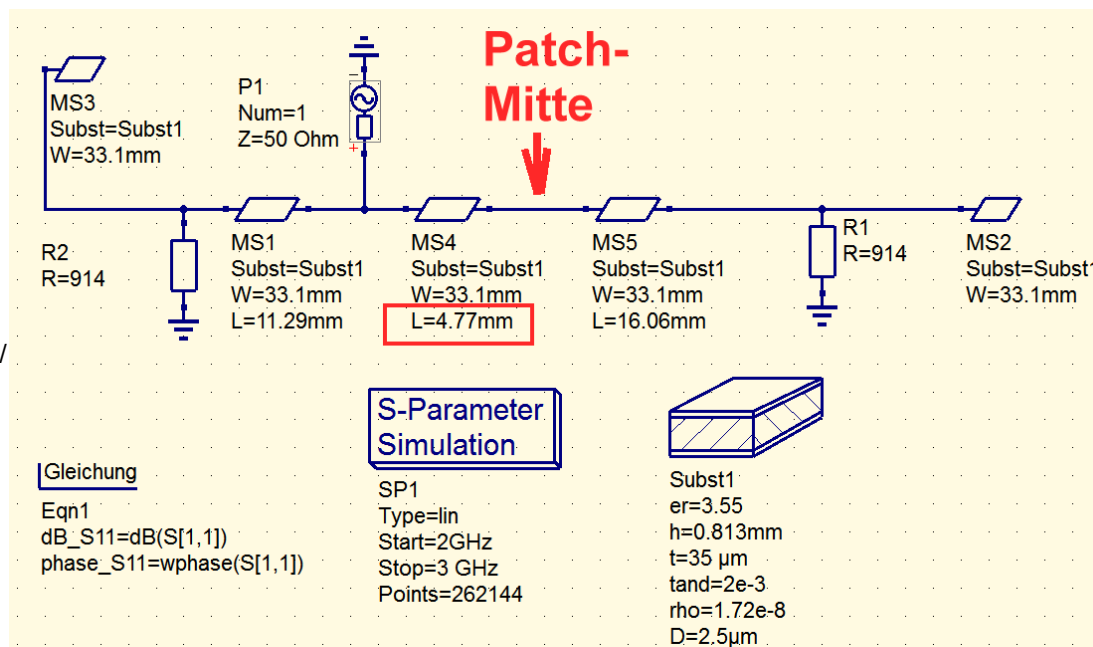 Patch-
Mitte
MS3
Subst=Subst1
W=33.1mm
P1
Num=1
Z=50 Ohm
R2
R=914
MS1
Subst=Subst1
W=33.1mm
L=11.29mm
MS4
Subst=Subst1
W=33.1mm
L=4.77mm
MS5
Subst=Subst1
W=33.1mm
L=16.06mm
R1
R=914
MS2
Subst=Subst1
W=33.1mm
/
Gleichung
Eqn1
dB_S11=dB(S[1,1])
phase_S11=wphase(S[1,1])
S-Parameter
Simulation
SP1
Type=lin
Start=2GHz
Stop=3 GHz
Points=262144
Subst1
er=3.55
h=0.813mm
t=35 µm
tand=2e-3
rho=1.72e-8
D=2.5µm